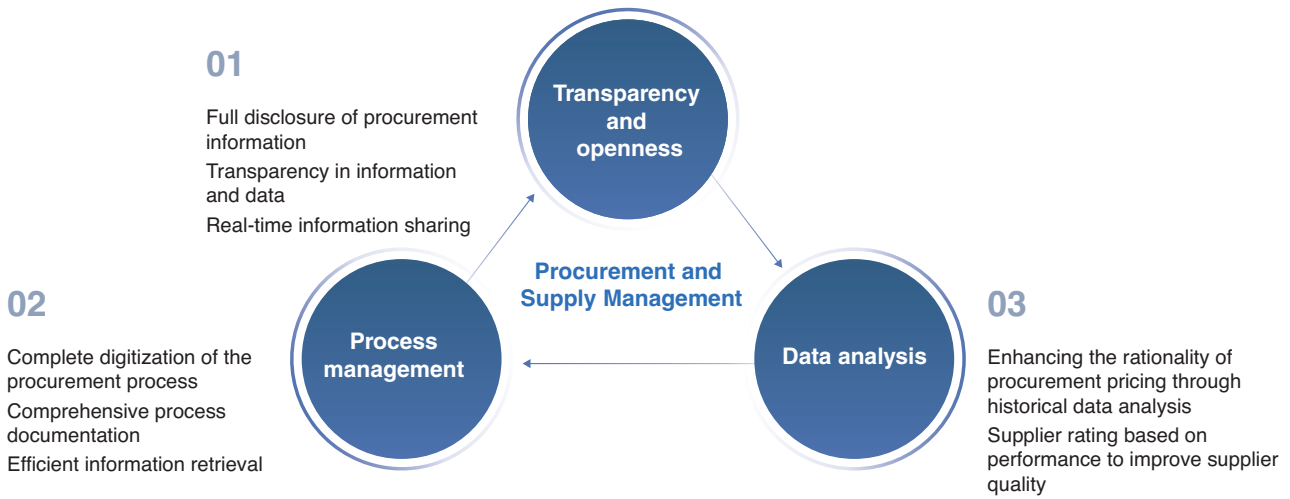 01
Full disclosure of procurement
information
Transparency in information
and data
Real-time information sharing
Transparency
and
openness
Procurement and
Supply Management
02
Complete digitization of the
procurement process
Comprehensive process
documentation
Efficient information retrieval
Process
management
Data analysis
03
Enhancing the rationality of
procurement pricing through
historical data analysis
Supplier rating based on
performance to improve supplier
quality